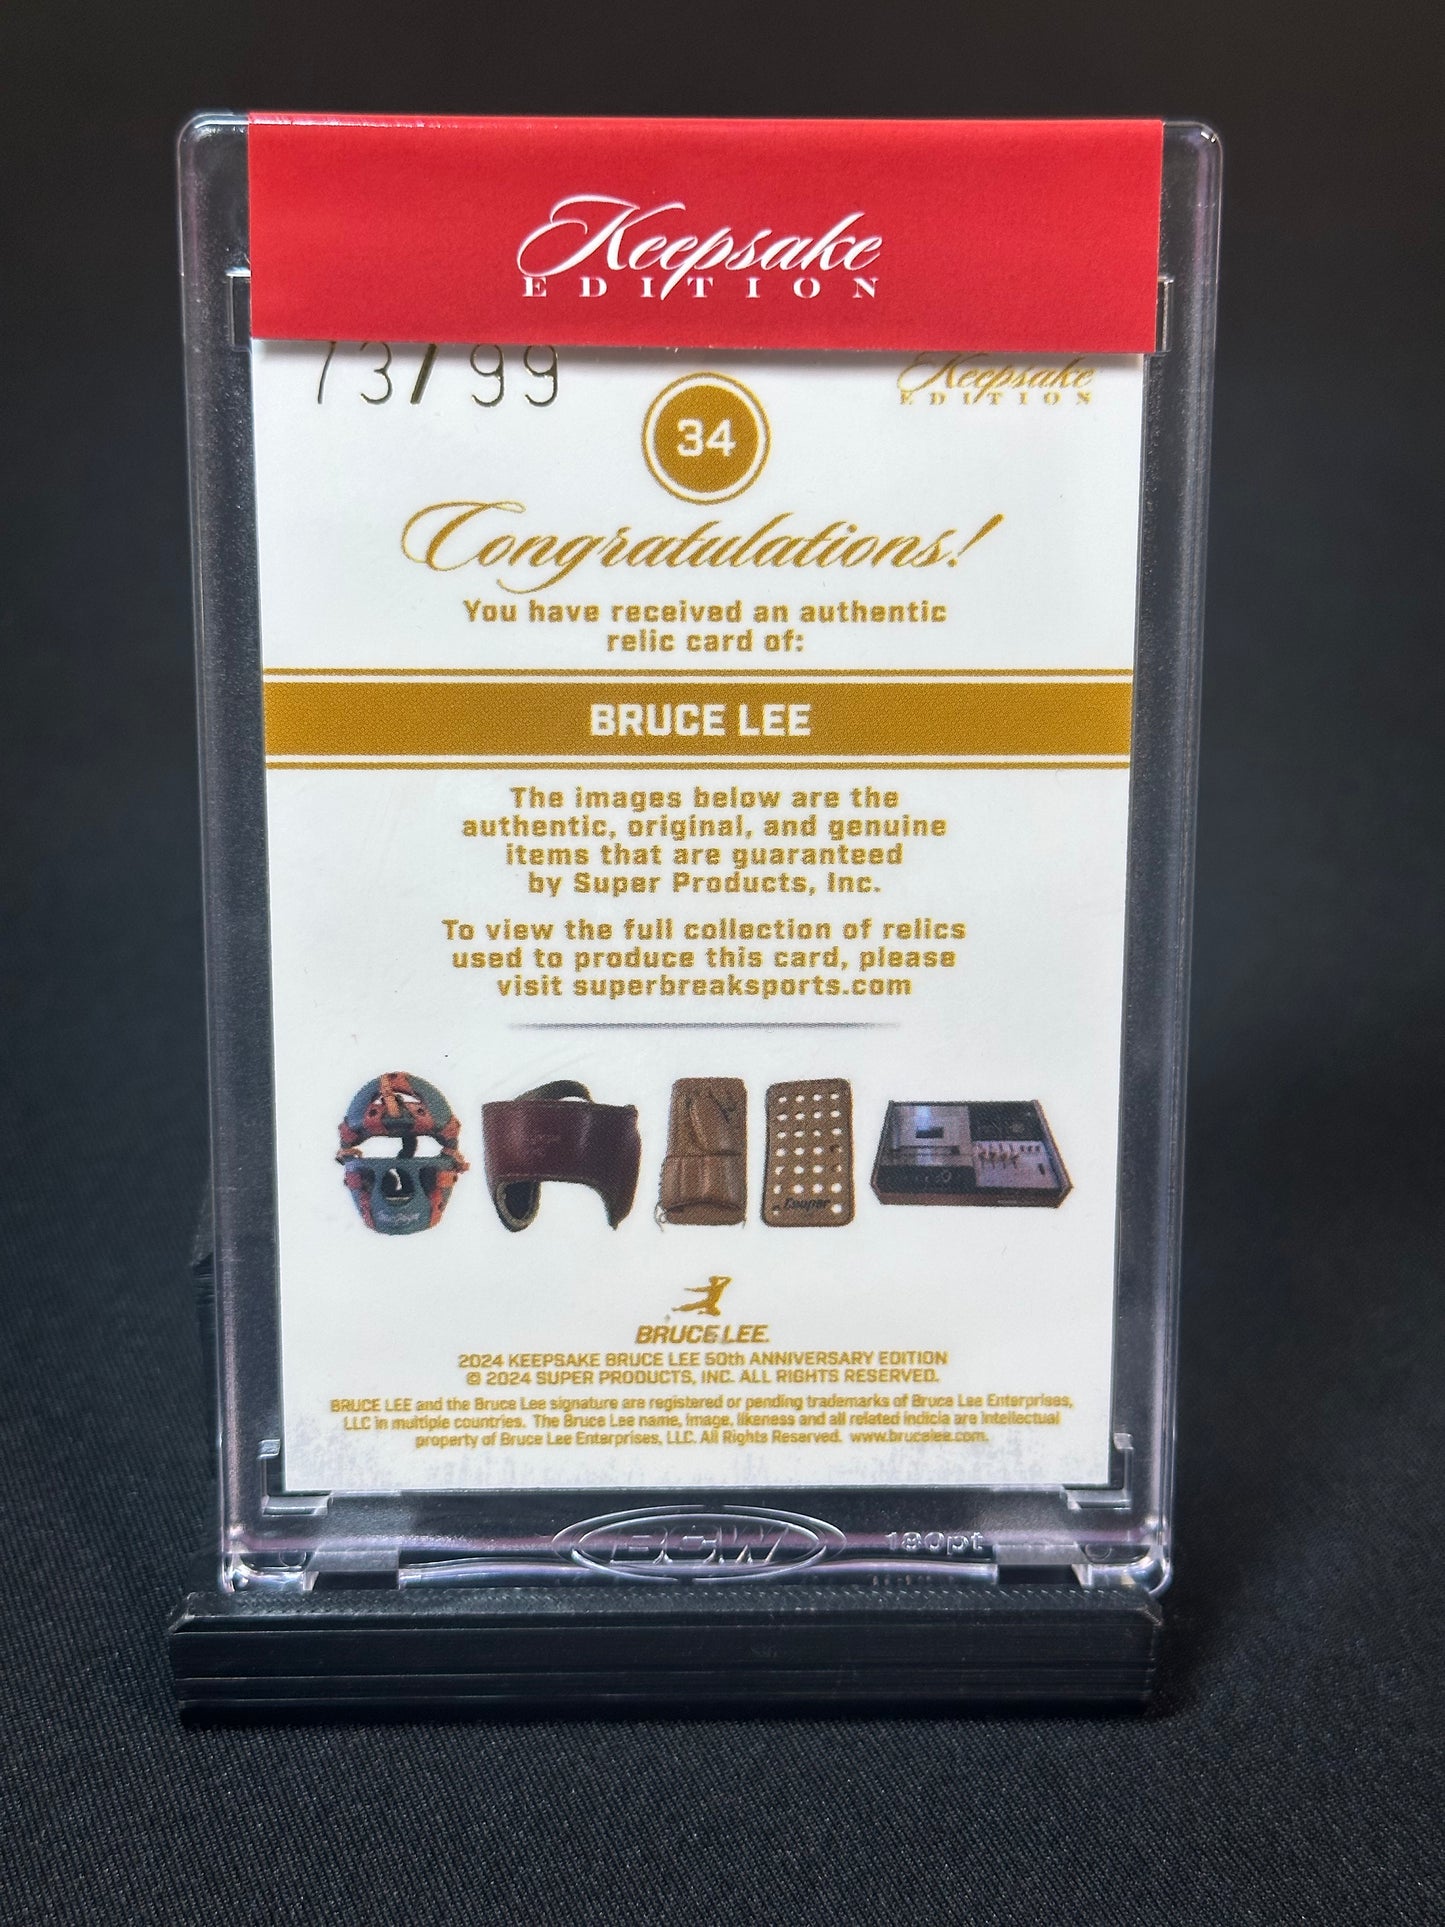 Keepsake
EDITION
73/99
Keepsake
EDITION
34
Congratulations!
You have received an authentic
relic card of:
BRUCE LEE
The images below are the
authentic, original, and genuine
items that are guaranteed
by Super Products, Inc.
To view the full collection of relics
used to produce this card, please
visit superbreaksports.com
Cooper
BRUCE LEE
2024 KEEPSAKE BRUCE LEE 50th ANNIVERSARY EDITION
© 2024 SUPER PRODUCTS, INC. ALL RIGHTS RESERVED.
BRUCE LEE and the Bruce Lee signature are registered or pending trademarks of Bruce Lee Enterprises,
LLC in multiple countries. The Bruce Lee name, image, likeness and all related indicia are intellectual
property of Bruce Lee Enterprises, LLC. All Rights Reserved. www.brucelee.com.
BCW
180pt